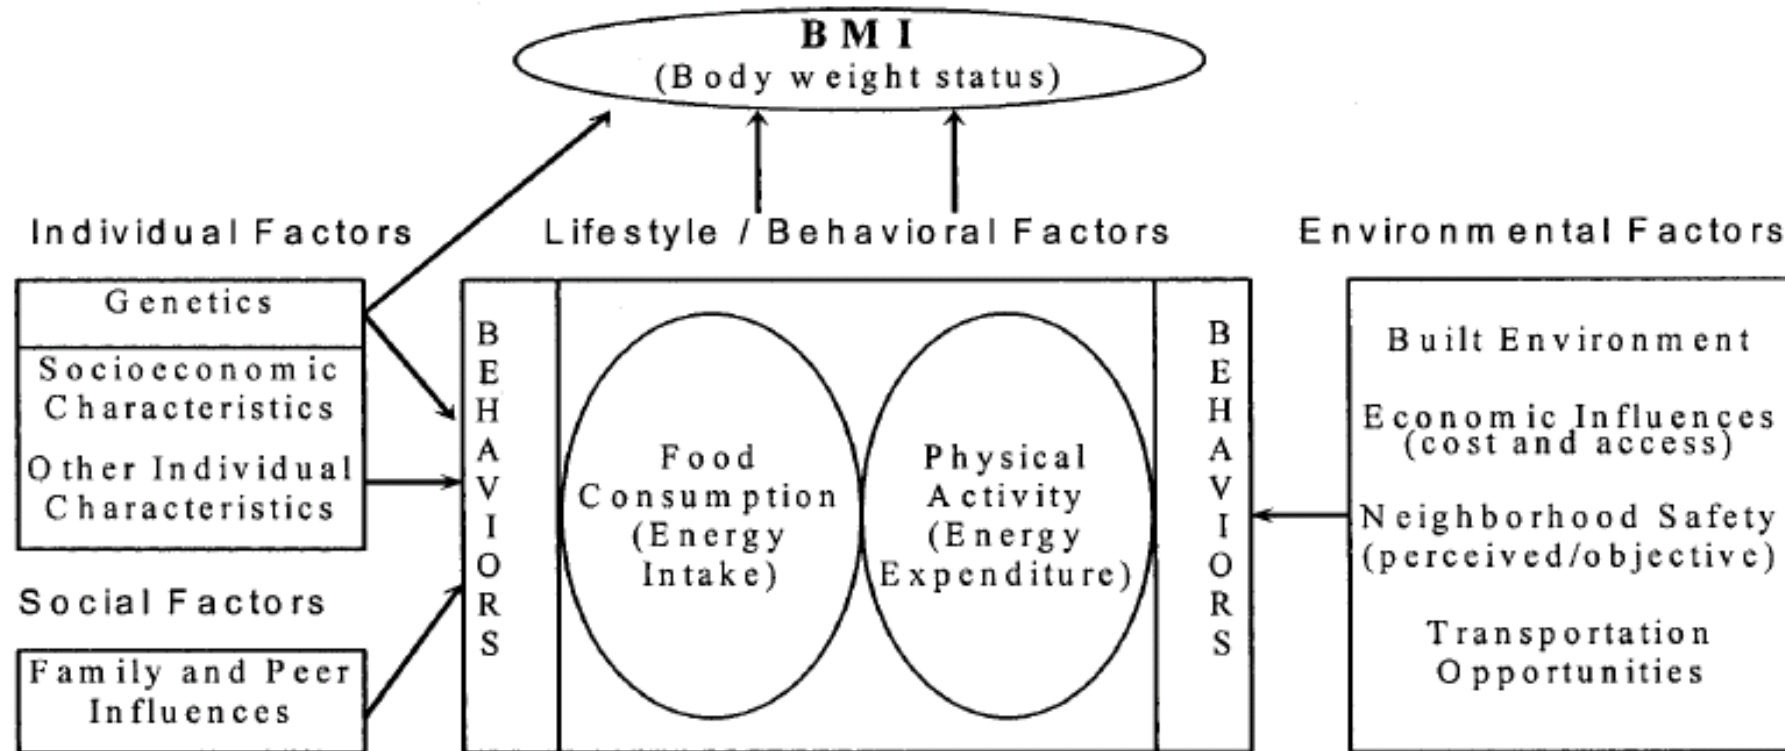 BMI
(Body weight status)
Individual Factors
Lifestyle / Behavioral Factors
Environmental Factors
Genetics
Socioeconomic
Characteristics
Other Individual
Characteristics
Social Factors
Family and Peer
Influences
BEHAVIORS
Food
Consumption
(Energy
Intake)
Physical
Activity
(Energy
Expenditure)
BEHAVIORS
Built Environment
Economic Influences
(cost and access)
Neighborhood Safety
(perceived/objective)
Transportation
Opportunities